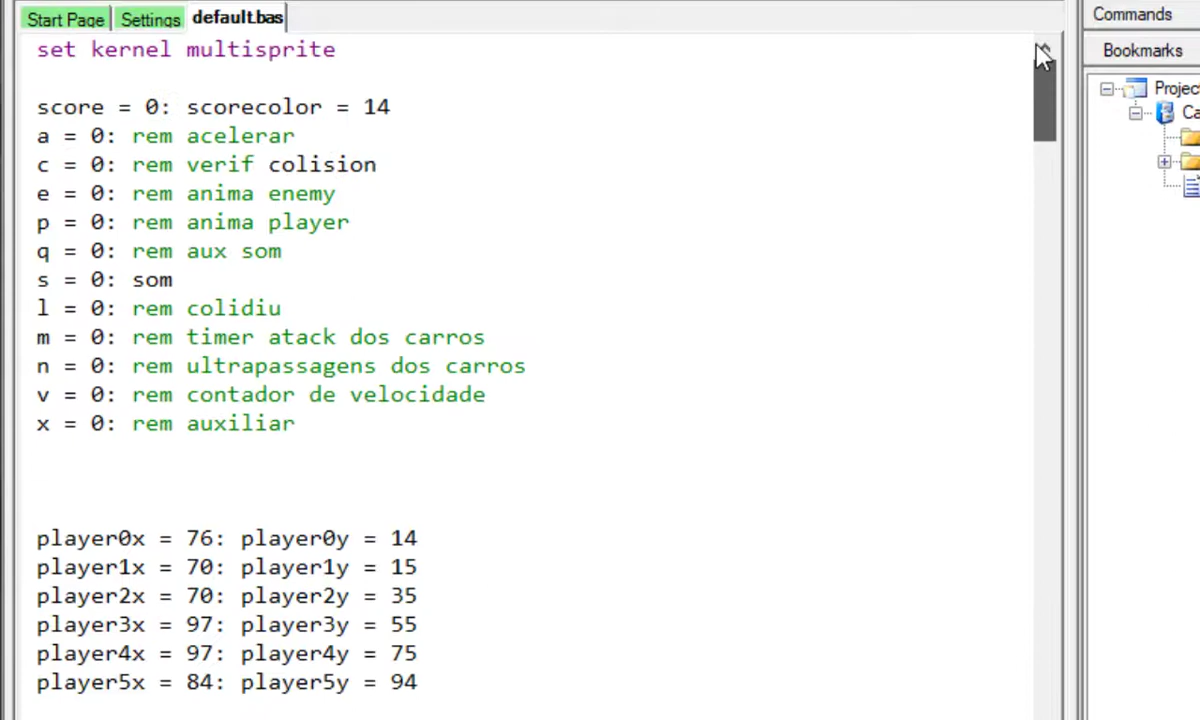 Start Page Settings default.bas
Commands
set kernel multisprite
Bookmarks
score = 0: scorecolor = 14
a = 0: rem acelerar
c = 0: rem verif colision
e = 0: rem anima enemy
p = 0: rem anima player
q = 0: rem aux som
s = 0: som
l = 0: rem colidiu
m = 0: rem timer atack dos carros
n = 0: rem ultrapassagens dos carros
v = 0: rem contador de velocidade
x = 0: rem auxiliar
player0x = 76: player0y = 14
player1x = 70: player1y = 15
player2x = 70: player2y = 35
player3x = 97: player3y = 55
player4x = 97: player4y = 75
player5x = 84: player5y = 94
Projec
Ca